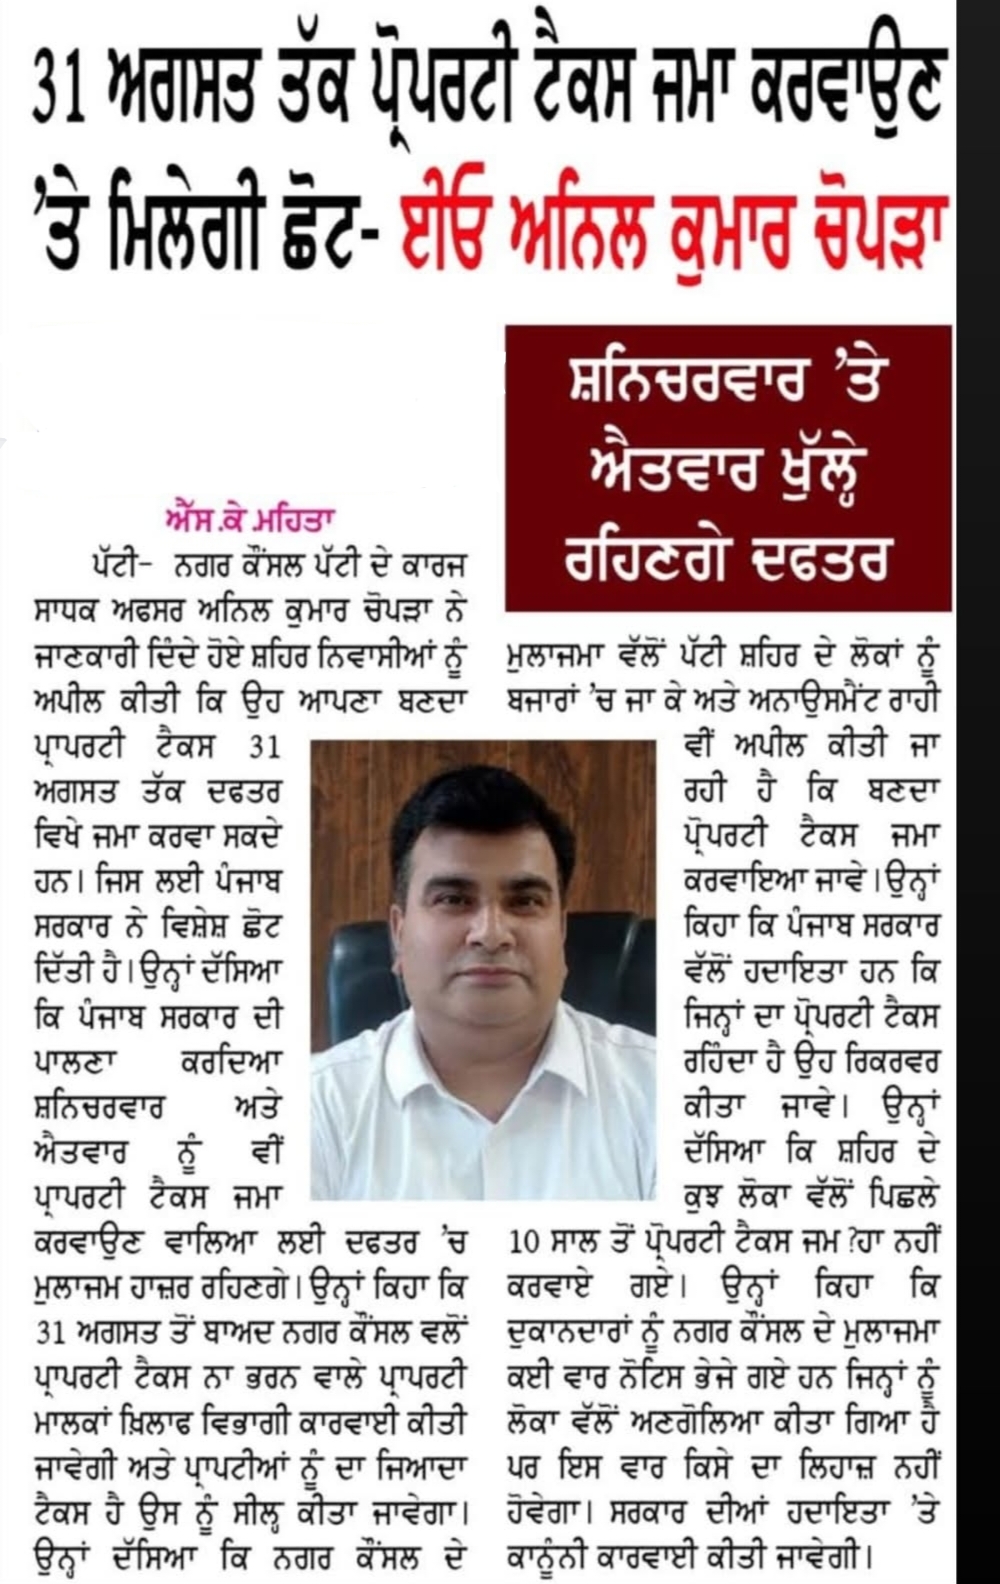 31 ਅਗਸਤ ਤੱਕ ਪ੍ਰੋਪਰਟੀ ਟੈਕਸ ਜਮਾ ਕਰਵਾਉਣ
'ਤੇ ਮਿਲੇਗੀ ਛੋਟ- ਈਓ ਅਨਿਲ ਕੁਮਾਰ ਚੋਪੜਾ
ਸ਼ਨਿਚਰਵਾਰ 'ਤੇ
ਐਤਵਾਰ ਖੁੱਲ੍ਹੇ
ਰਹਿਣਗੇ ਦਫਤਰ
ਐੱਸ.ਕੇ.ਮਹਿਤਾ
ਪੱਟੀ- ਨਗਰ ਕੌਂਸਲ ਪੱਟੀ ਦੇ ਕਾਰਜ
ਸਾਧਕ ਅਫਸਰ ਅਨਿਲ ਕੁਮਾਰ ਚੋਪੜਾ ਨੇ
ਜਾਣਕਾਰੀ ਦਿੰਦੇ ਹੋਏ ਸ਼ਹਿਰ ਨਿਵਾਸੀਆਂ ਨੂੰ
ਅਪੀਲ ਕੀਤੀ ਕਿ ਉਹ ਆਪਣਾ ਬਣਦਾ
ਪ੍ਰਾਪਰਟੀ ਟੈਕਸ 31
ਅਗਸਤ ਤੱਕ ਦਫਤਰ
ਵਿਖੇ ਜਮਾ ਕਰਵਾ ਸਕਦੇ
ਹਨ। ਜਿਸ ਲਈ ਪੰਜਾਬ
ਸਰਕਾਰ ਨੇ ਵਿਸ਼ੇਸ਼ ਛੋਟ
ਦਿੱਤੀ ਹੈ।ਉਨ੍ਹਾਂ ਦੱਸਿਆ
ਕਿ ਪੰਜਾਬ ਸਰਕਾਰ ਦੀ
ਪਾਲਣਾ ਕਰਦਿਆ
ਸ਼ਨਿਚਰਵਾਰ ਅਤੇ
ਐਤਵਾਰ ਨੂੰ ਵੀਂ
ਪ੍ਰਾਪਰਟੀ ਟੈਕਸ ਜਮਾ
ਕਰਵਾਉਣ ਵਾਲਿਆ ਲਈ ਦਫਤਰ 'ਚ
ਮੁਲਾਜਮ ਹਾਜ਼ਰ ਰਹਿਣਗੇ।ਉਨ੍ਹਾਂ ਕਿਹਾ ਕਿ
31 ਅਗਸਤ ਤੋਂ ਬਾਅਦ ਨਗਰ ਕੌਂਸਲ ਵਲੋਂ
ਪ੍ਰਾਪਰਟੀ ਟੈਕਸ ਨਾ ਭਰਨ ਵਾਲੇ ਪ੍ਰਾਪਰਟੀ
ਮਾਲਕਾਂ ਖ਼ਿਲਾਫ ਵਿਭਾਗੀ ਕਾਰਵਾਈ ਕੀਤੀ
ਜਾਵੇਗੀ ਅਤੇ ਪ੍ਰਾਪਟੀਆਂ ਨੂੰ ਦਾ ਜਿਆਦਾ
ਟੈਕਸ ਹੈ ਉਸ ਨੂੰ ਸੀਲ੍ਹ ਕੀਤਾ ਜਾਵੇਗਾ।
ਉਨ੍ਹਾਂ ਦੱਸਿਆ ਕਿ ਨਗਰ ਕੌਂਸਲ ਦੇ
ਮੁਲਾਜਮਾ ਵੱਲੋਂ ਪੱਟੀ ਸ਼ਹਿਰ ਦੇ ਲੋਕਾਂ ਨੂੰ
ਬਜਾਰਾਂ 'ਚ ਜਾ ਕੇ ਅਤੇ ਅਨਾਉਸਮੈਂਟ ਰਾਹੀ
ਵੀਂ ਅਪੀਲ ਕੀਤੀ ਜਾ
ਰਹੀ ਹੈ ਕਿ ਬਣਦਾ
ਪ੍ਰੋਪਰਟੀ ਟੈਕਸ ਜਮਾ
ਕਰਵਾਇਆ ਜਾਵੇ।ਉਨ੍ਹਾਂ
ਕਿਹਾ ਕਿ ਪੰਜਾਬ ਸਰਕਾਰ
ਵੱਲੋਂ ਹਦਾਇਤਾ ਹਨ ਕਿ
ਜਿਨ੍ਹਾਂ ਦਾ ਪ੍ਰੋਪਰਟੀ ਟੈਕਸ
ਰਹਿੰਦਾ ਹੈ ਉਹ ਰਿਕਰਵਰ
ਕੀਤਾ ਜਾਵੇ। ਉਨ੍ਹਾਂ
ਦੱਸਿਆ ਕਿ ਸ਼ਹਿਰ ਦੇ
ਕੁਝ ਲੋਕਾ ਵੱਲੋਂ ਪਿਛਲੇ
10 ਸਾਲ ਤੋਂ ਪ੍ਰੋਪਰਟੀ ਟੈਕਸ ਜਮ ?ਹਾ ਨਹੀਂ
ਕਰਵਾਏ ਗਏ। ਉਨ੍ਹਾਂ ਕਿਹਾ ਕਿ
ਦੁਕਾਨਦਾਰਾਂ ਨੂੰ ਨਗਰ ਕੌਂਸਲ ਦੇ ਮੁਲਾਜਮਾ
ਕਈ ਵਾਰ ਨੋਟਿਸ ਭੇਜੇ ਗਏ ਹਨ ਜਿਨ੍ਹਾਂ ਨੂੰ
ਲੋਕਾ ਵੱਲੋਂ ਅਣਗੋਲਿਆ ਕੀਤਾ ਗਿਆ ਹੈ
ਪਰ ਇਸ ਵਾਰ ਕਿਸੇ ਦਾ ਲਿਹਾਜ਼ ਨਹੀਂ
ਹੋਵੇਗਾ। ਸਰਕਾਰ ਦੀਆਂ ਹਦਾਇਤਾ 'ਤੇ
ਕਾਨੂੰਨੀ ਕਾਰਵਾਈ ਕੀਤੀ ਜਾਵੇਗੀ।